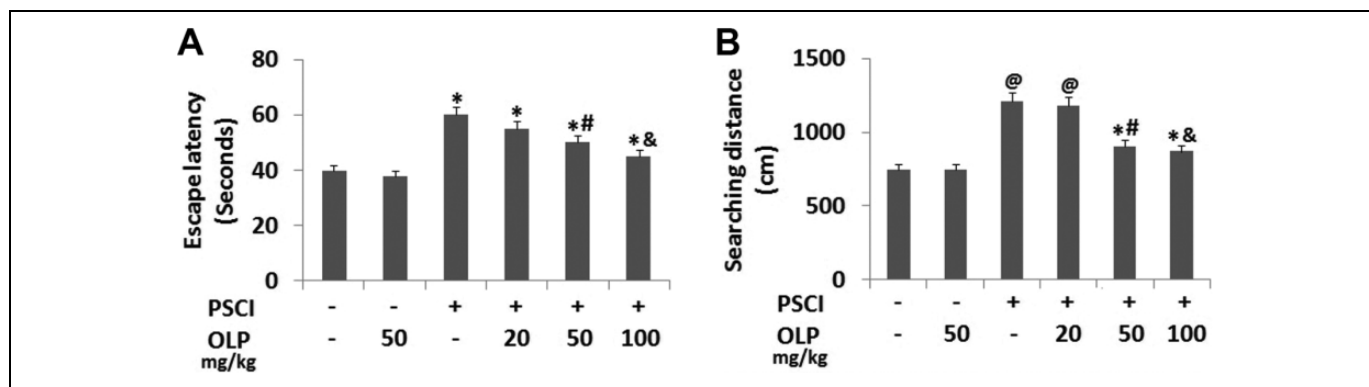 A
Escape latency
(Seconds)
80
60
40
20
0
* * *# *&
PSCI - - + + + +
OLP - 50 - 20 50 100
mg/kg
B
Searching distance
(cm)
1500
1000
500
0
@ @ *# *&
PSCI - - + + + +
OLP - 50 - 20 50 100
mg/kg